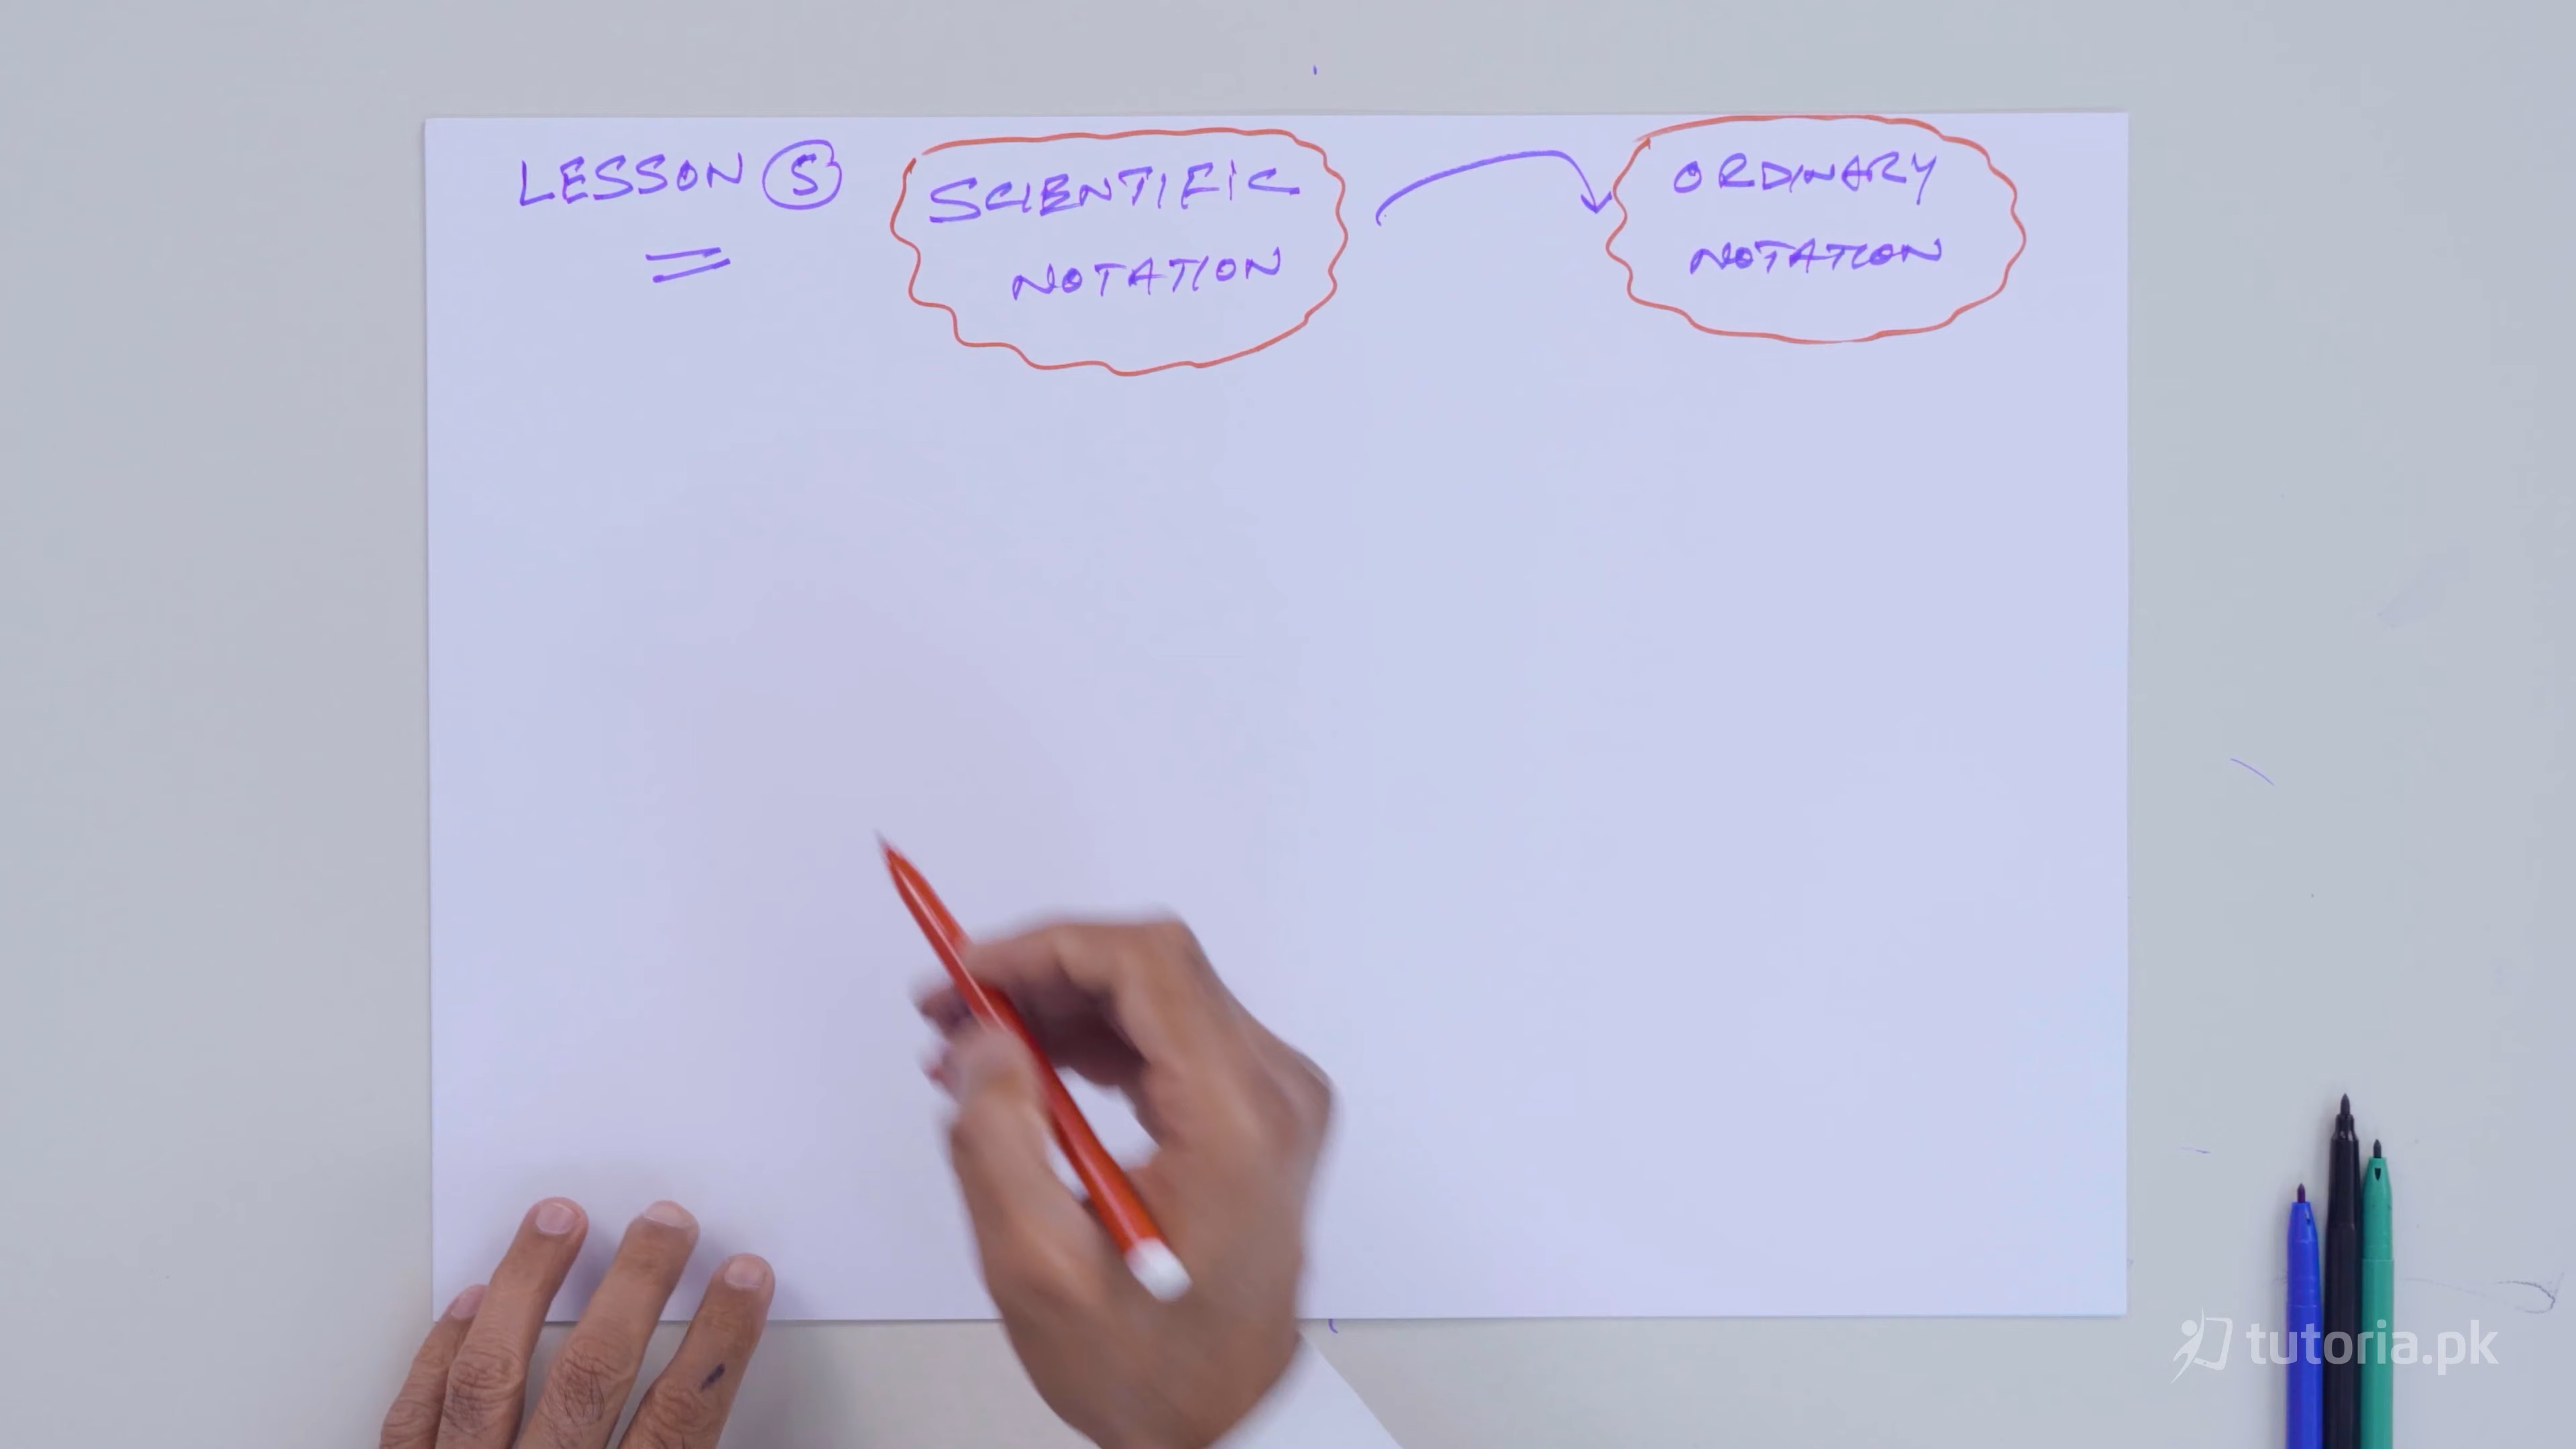 LESSON 5
SCIENTIFIC
NOTATION
ORDINARY
NOTATION
tutoria.pk